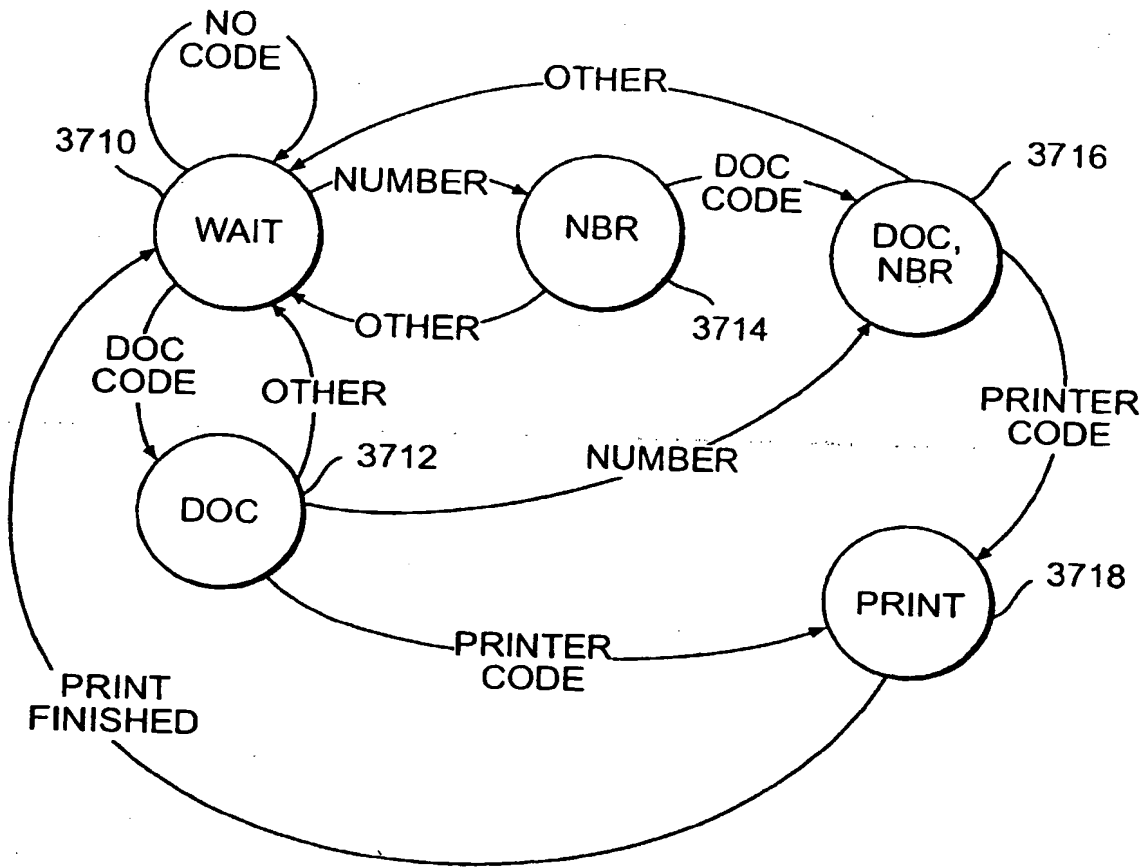 NO
CODE
OTHER
3710
3716
NUMBER
DOC
CODE
WAIT
NBR
DOC,
NBR
OTHER
3714
DOC
CODE
OTHER
PRINTER
CODE
3712
NUMBER
DOC
3718
PRINT
PRINTER
CODE
PRINT
FINISHED